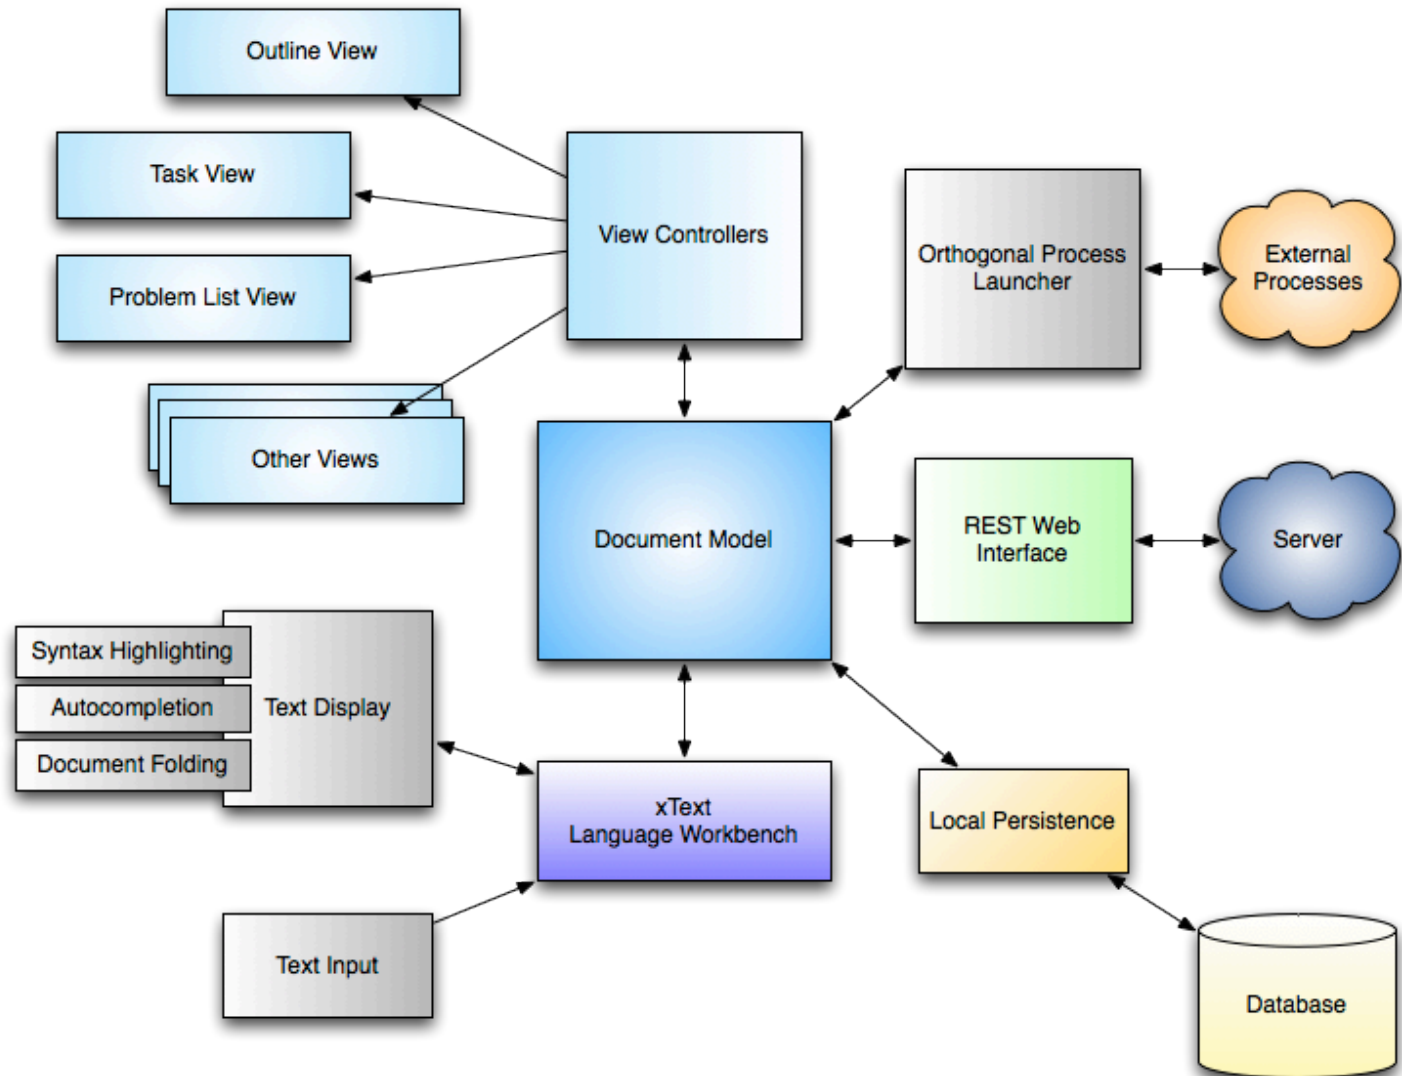 Outline View
Task View
View Controllers
Orthogonal Process
Launcher
External
Processes
Problem List View
Other Views
Document Model
REST Web
Interface
Server
Syntax Highlighting
Autocompletion
Document Folding
Text Display
xText
Language Workbench
Local Persistence
Text Input
Database